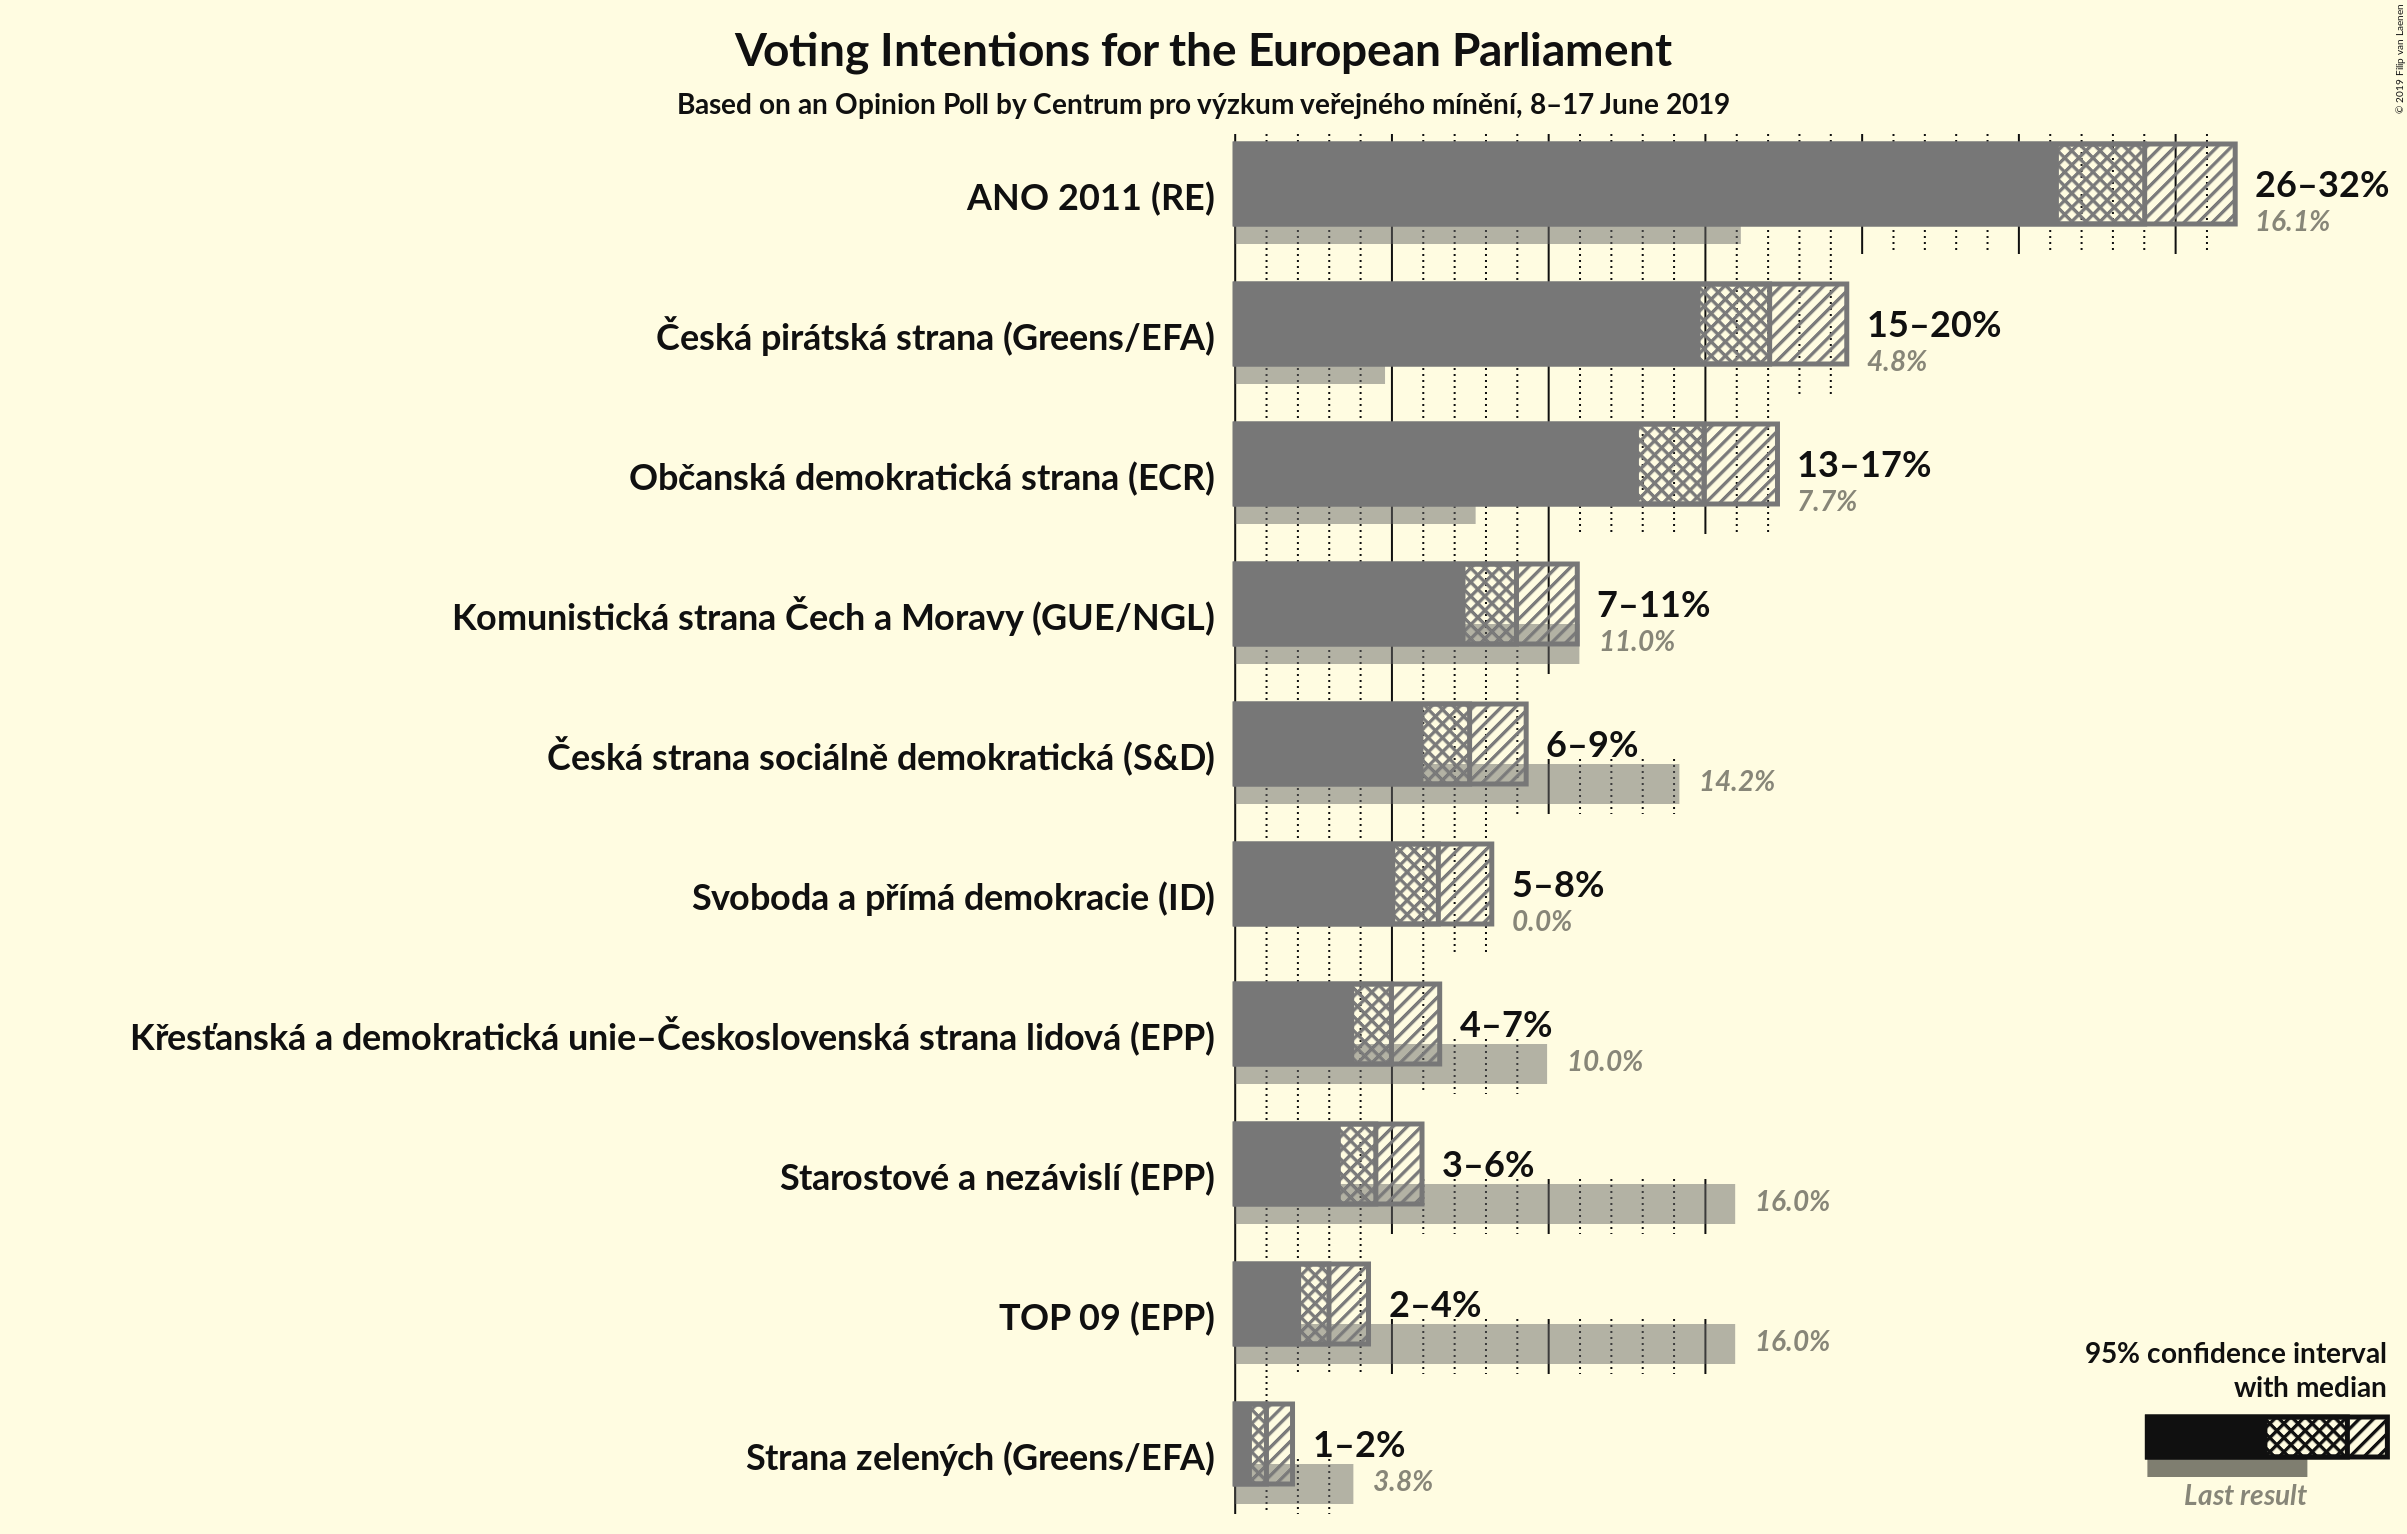 Voting Intentions for the European Parliament
Based on an Opinion Poll by Centrum pro výzkum veřejného mínění, 8–17 June 2019
© 2019 Filip van Laenen
ANO 2011 (RE)
26–32%
16.1%
Česká pirátská strana (Greens/EFA)
15–20%
4.8%
Občanská demokratická strana (ECR)
13–17%
7.7%
Komunistická strana Čech a Moravy (GUE/NGL)
7–11%
11.0%
Česká strana sociálně demokratická (S&D)
6–9%
14.2%
Svoboda a přímá demokracie (ID)
5–8%
0.0%
Křesťanská a demokratická unie–Československá strana lidová (EPP)
4–7%
10.0%
Starostové a nezávislí (EPP)
3–6%
16.0%
TOP 09 (EPP)
2–4%
16.0%
Strana zelených (Greens/EFA)
1–2%
3.8%
95% confidence interval
with median
Last result